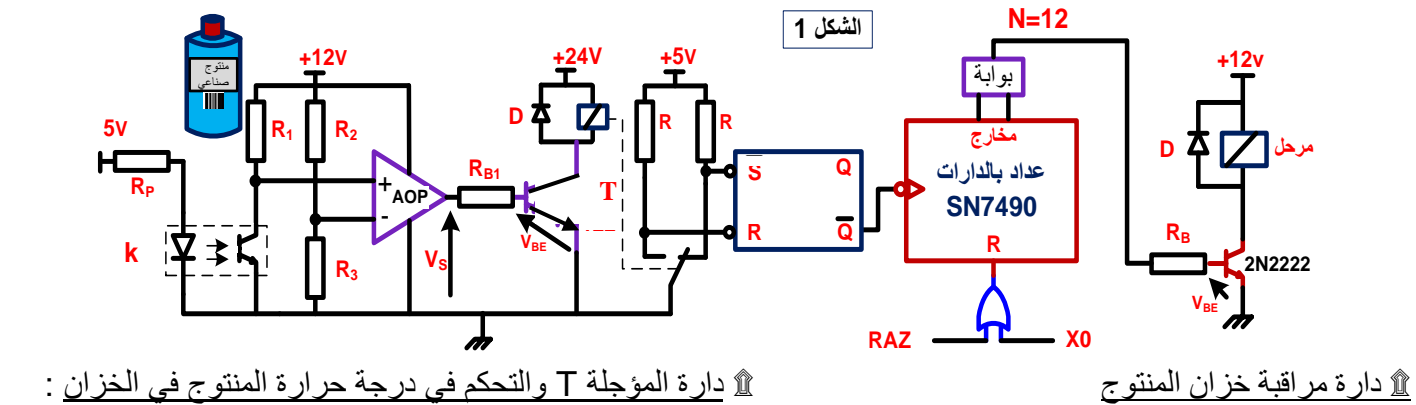 الشكل 1
N=12
منتوج
صناعي
+12V
+24V
+5V
بوابة
+12v
5V
R1
R2
D
R
R
مخارج
D
مرحل
RP
+
-
AOP
RB1
T
S
Q
عداد بالدارات
SN7490
k
VS
VBE
R
Q
R
RB
2N2222
R3
VBE
RAZ
X0
دارة مراقبة خزان المنتوج
دارة المؤجلة T والتحكم في درجة حرارة المنتوج في الخزان :